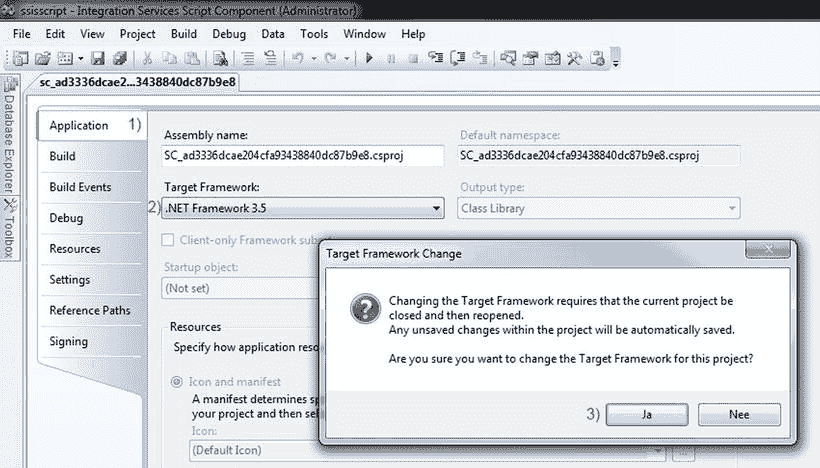 ssisscript - Integration Services Script Component (Administrator)
File Edit View Project Build Debug Data Tools Window Help
sc_ad3336dcae2...3438840dc87b9e8
Database Explorer
Toolbox
Application 1)
Build
Build Events
Debug
Resources
Settings
Reference Paths
Signing
Assembly name: Default namespace:
SC_ad3336dcae204cfa93438840dc87b9e8.csproj SC_ad3336dcae204cfa93438840dc87b9e8.csproj
Target Framework: Output type:
2) .NET Framework 3.5 Class Library
Client-only Framework
Startup object:
(Not set)
Resources
Specify how application
Icon and manifest
A manifest determines
your project and then
Icon:
(Default Icon)
...
Target Framework Change
Changing the Target Framework requires that the current project be
closed and then reopened.
Any unsaved changes within the project will be automatically saved.
Are you sure you want to change the Target Framework for this project?
3) Ja Nee